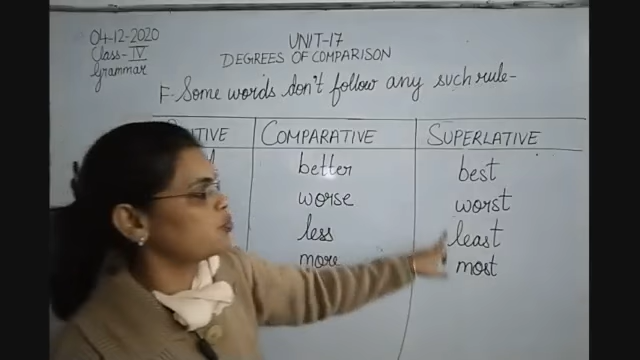 04-12-2020
Class-IV
Grammar
UNIT-17
DEGREES OF COMPARISON
F. Some words don't follow any such rule-
COMPARATIVE SUPERLATIVE
better best
worse worst
less least
more most